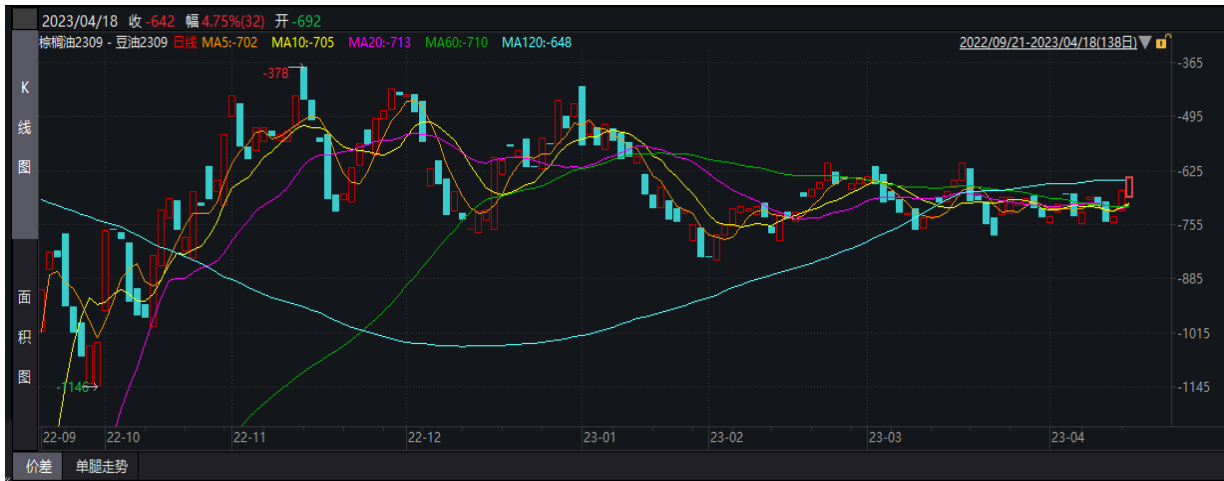 2023/04/18 收-642 幅4.75%(32) 开-692
棕榈油2309 - 豆油2309 日线 MA5:-702 MA10:-705 MA20:-713 MA60:-710 MA120:-648
2022/09/21-2023/04/18(138日)
K
线
图
面
积
图
-378
-1146
-365
-495
-625
-755
-885
-1015
-1145
22-09 22-10 22-11 22-12 23-01 23-02 23-03 23-04
价差 单腿走势